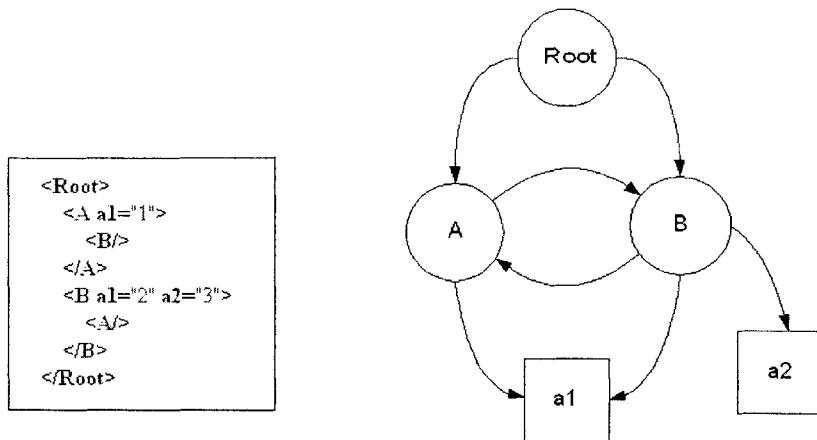 <Root>
<A a1="1">
<B/>
</A>
<B a1="2" a2="3">
<A/>
</B>
</Root>
Root
A
B
a1
a2